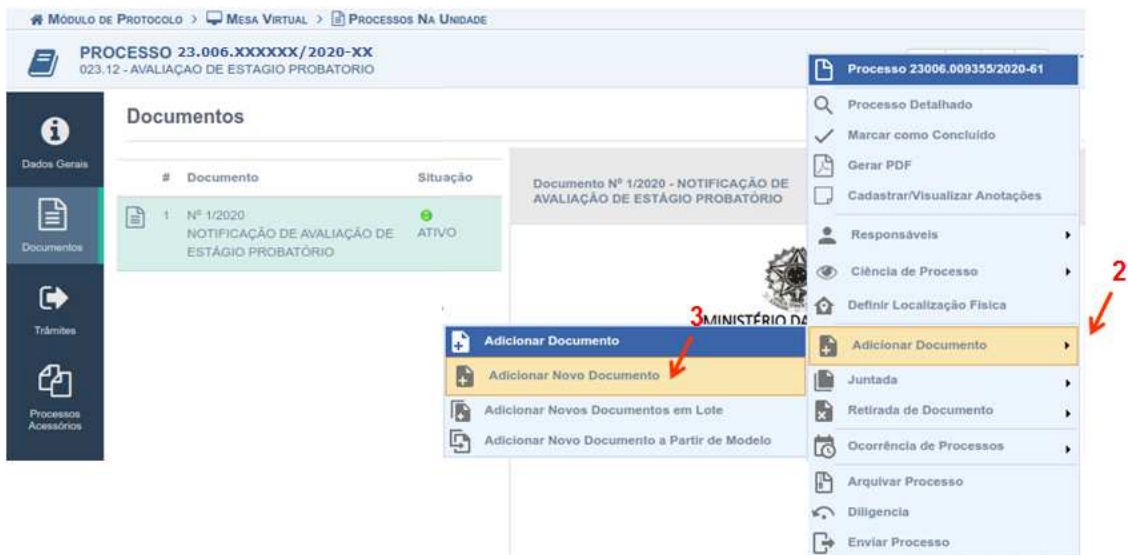 MÓDULO DE PROTOCOLO > MESA VIRTUAL > PROCESSOS NA UNIDADE
PROCESSO 23.006.XXXXXX/2020-XX
023.12 - AVALIAÇAO DE ESTAGIO PROBATORIO
Dados Gerais
Documentos
Trâmites
Processos Acessórios
Documentos
# Documento Situação
1 Nº 1/2020
NOTIFICAÇÃO DE AVALIAÇÃO DE
ESTÁGIO PROBATÓRIO
ATIVO
Documento Nº 1/2020 - NOTIFICAÇÃO DE
AVALIAÇÃO DE ESTÁGIO PROBATÓRIO
MINISTÉRIO DA
3
Adicionar Documento
Adicionar Novo Documento
Adicionar Novos Documentos em Lote
Adicionar Novo Documento a Partir de Modelo
Processo 23006.009355/2020-61
Processo Detalhado
Marcar como Concluído
Gerar PDF
Cadastrar/Visualizar Anotações
Responsáveis
Ciência de Processo
2
Definir Localização Física
Adicionar Documento
Juntada
Retirada de Documento
Ocorrência de Processos
Arquivar Processo
Diligencia
Enviar Processo